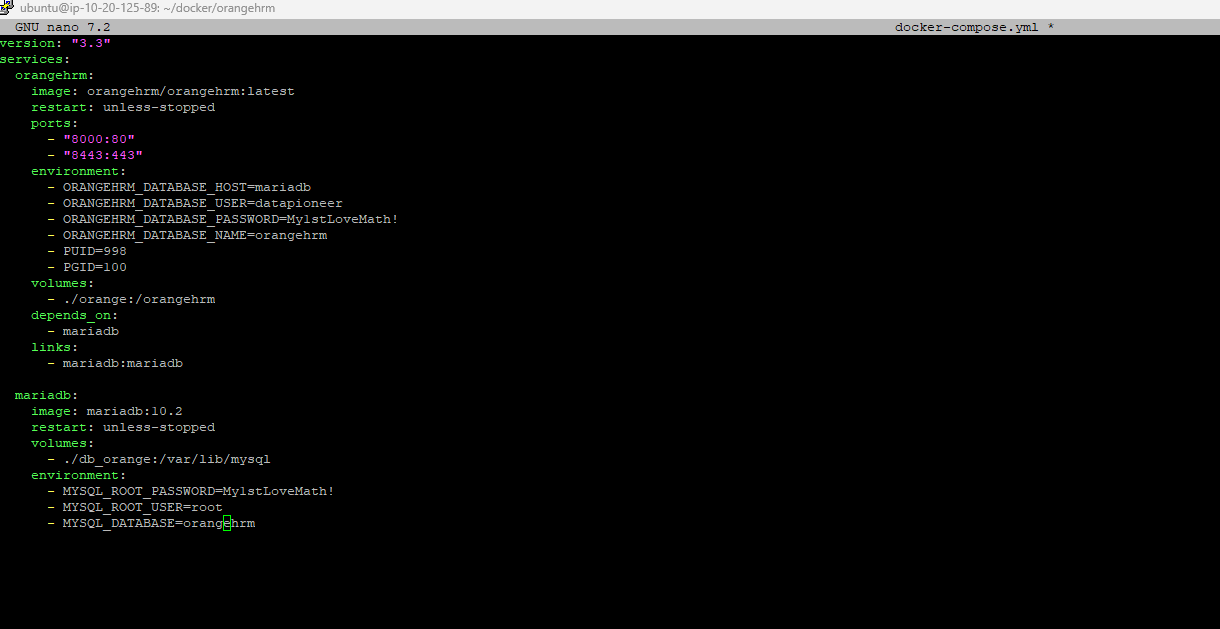 ubuntu@ip-10-20-125-89: ~/docker/orangehrm
GNU nano 7.2 docker-compose.yml *
version: "3.3"
services:
  orangehrm:
    image: orangehrm/orangehrm:latest
    restart: unless-stopped
    ports:
      - "8000:80"
      - "8443:443"
    environment:
      - ORANGEHRM_DATABASE_HOST=mariadb
      - ORANGEHRM_DATABASE_USER=datapioneer
      - ORANGEHRM_DATABASE_PASSWORD=My1stLoveMath!
      - ORANGEHRM_DATABASE_NAME=orangehrm
      - PUID=998
      - PGID=100
    volumes:
      - ./orange:/orangehrm
    depends_on:
      - mariadb
    links:
      - mariadb:mariadb
  mariadb:
    image: mariadb:10.2
    restart: unless-stopped
    volumes:
      - ./db_orange:/var/lib/mysql
    environment:
      - MYSQL_ROOT_PASSWORD=My1stLoveMath!
      - MYSQL_ROOT_USER=root
      - MYSQL_DATABASE=orangehrm